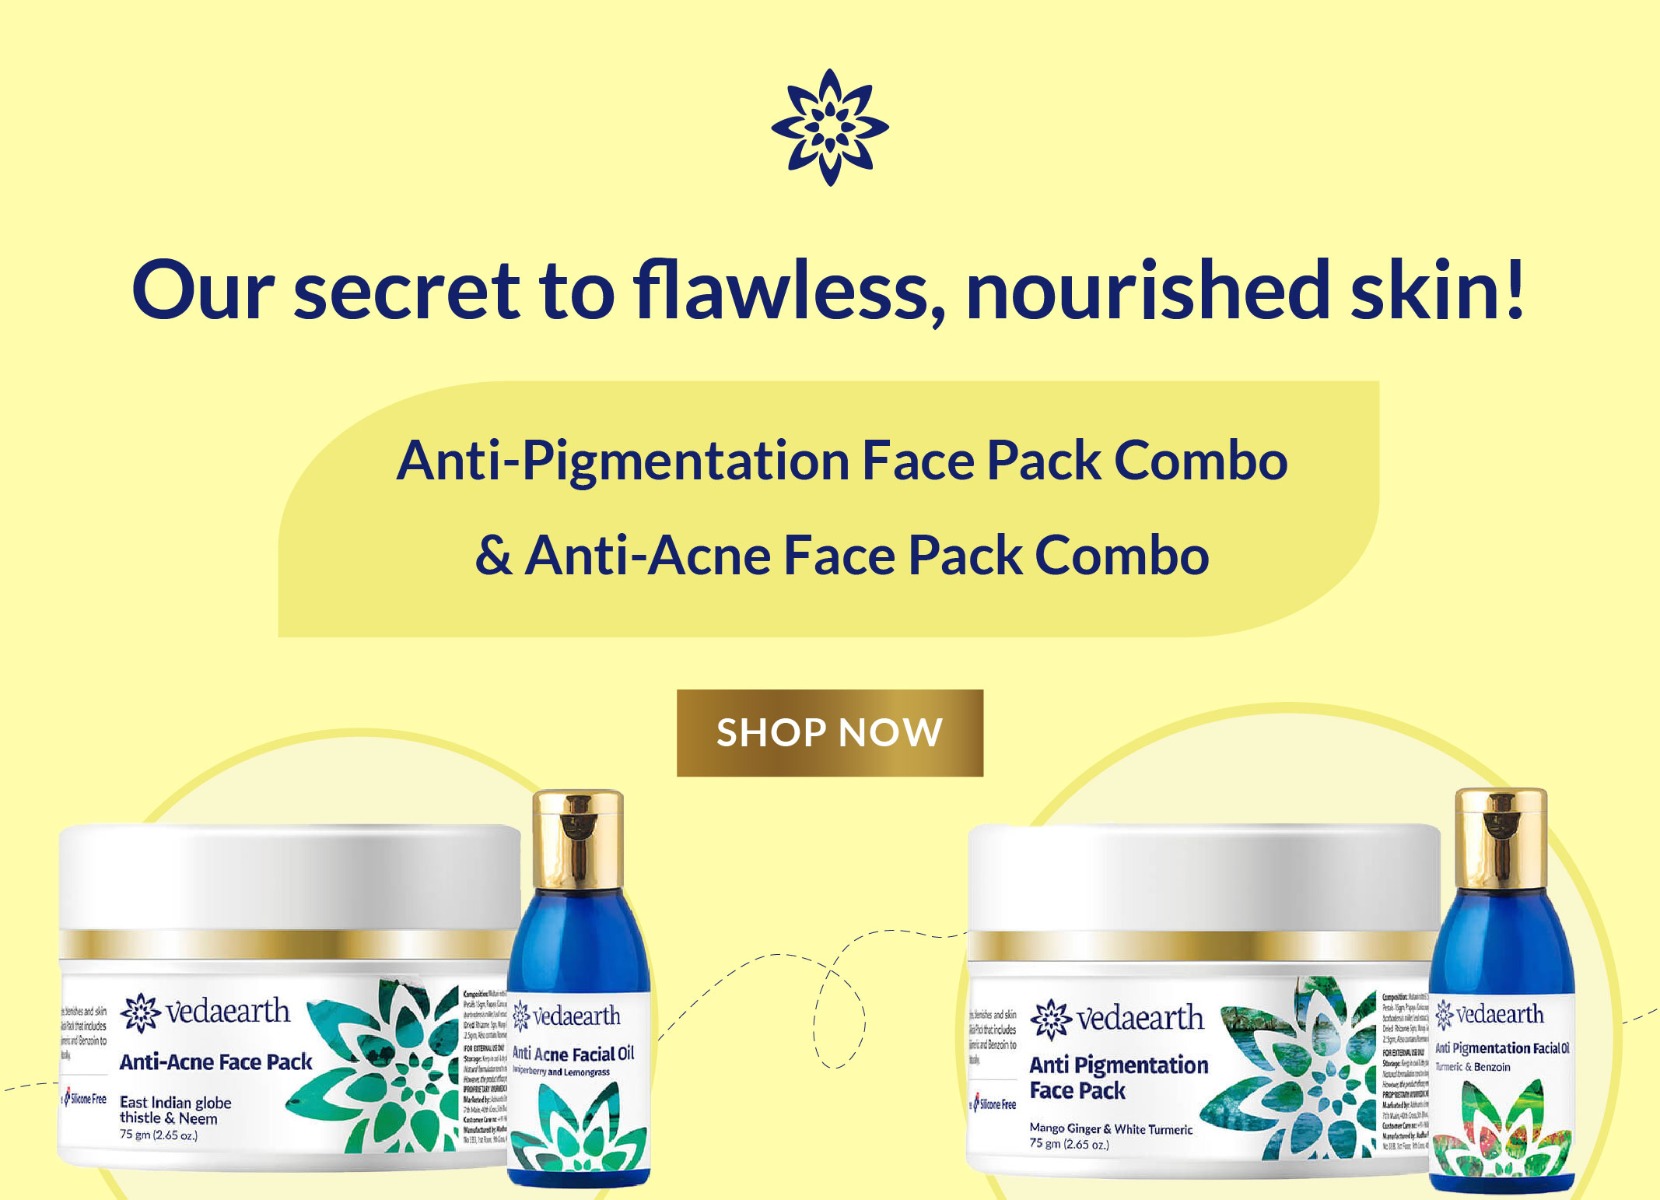 Our secret to flawless, nourished skin!
Anti-Pigmentation Face Pack Combo
& Anti-Acne Face Pack Combo
SHOP NOW
vedaearth
Anti-Acne Face Pack
East Indian globe
thistle & Neem
75 gm (2.65 oz.)
Silicone Free
vedaearth
Anti Acne Facial Oil
and Lemongrass
vedaearth
Anti Pigmentation
Face Pack
Mango Ginger & White Turmeric
75 gm (2.65 oz.)
Silicone Free
vedaearth
Anti Pigmentation Facial Oil
Turmeric & Benzoin